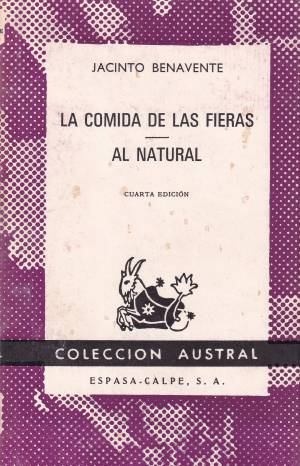 JACINTO BENAVENTE
LA COMIDA DE LAS FIERAS
AL NATURAL
CUARTA EDICIÓN
COLECCION AUSTRAL
ESPASA-CALPE, S. A.